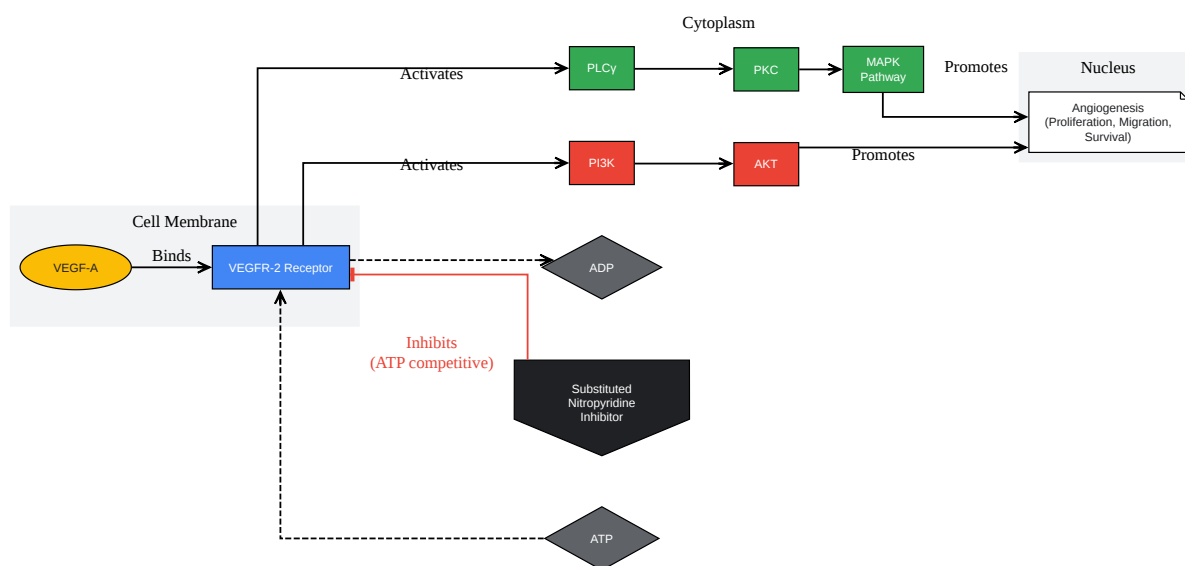 Cytoplasm
PLCγ
PKC
MAPK
Pathway
Promotes
Nucleus
Activates
Angiogenesis
(Proliferation, Migration,
Survival)
Activates
PI3K
AKT
Promotes
Cell Membrane
VEGF-A
Binds
VEGFR-2 Receptor
ADP
Inhibits
(ATP competitive)
Substituted
Nitropyridine
Inhibitor
ATP